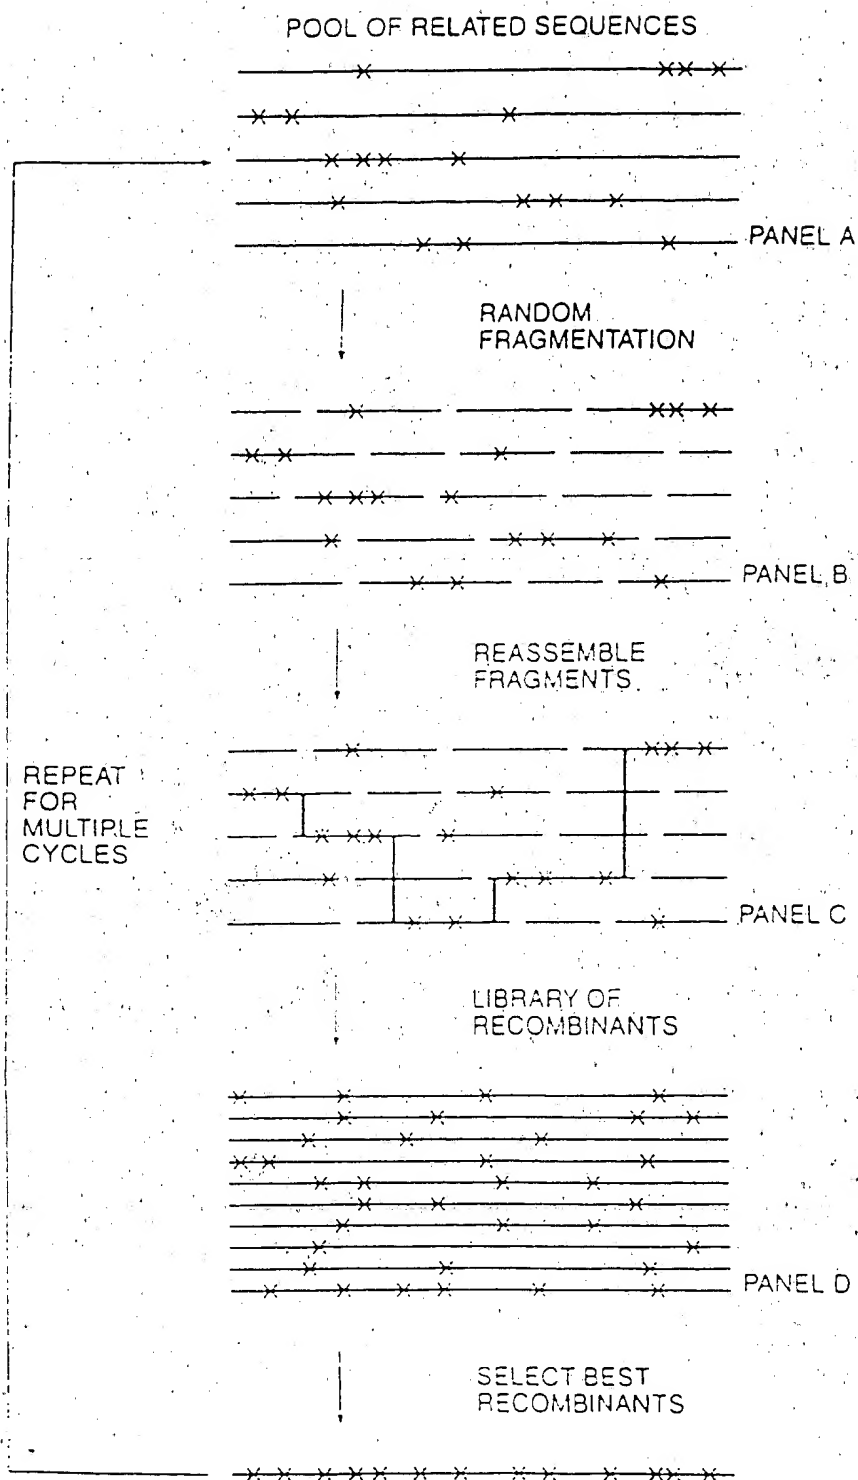 POOL OF RELATED SEQUENCES
PANEL A
RANDOM
FRAGMENTATION
PANEL B
REASSEMBLE
FRAGMENTS
REPEAT
FOR
MULTIPLE
CYCLES
PANEL C
LIBRARY OF
RECOMBINANTS
PANEL D
SELECT BEST
RECOMBINANTS